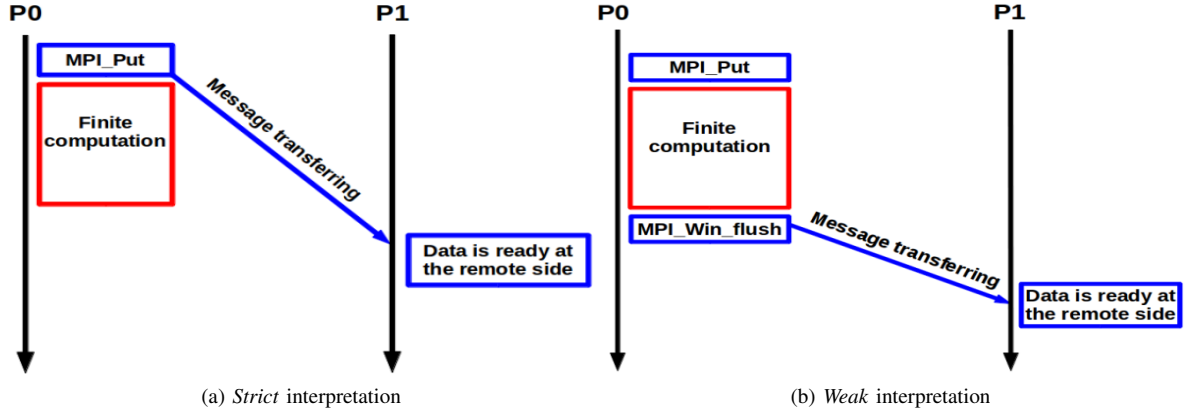 P0
P1
MPI_Put
Message transferring
Finite
computation
Data is ready at
the remote side
(a) Strict interpretation
P0
P1
MPI_Put
Finite
computation
MPI_Win_flush
Message transferring
Data is ready at
the remote side
(b) Weak interpretation